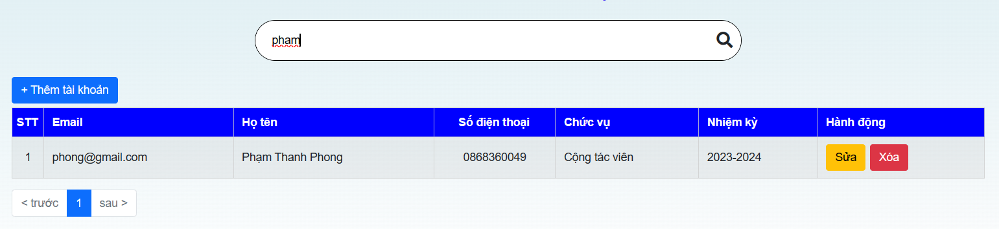 pham
+ Thêm tài khoản
STT Email Họ tên Số điện thoại Chức vụ Nhiệm kỳ Hành động
1 phong@gmail.com Phạm Thanh Phong 0868360049 Cộng tác viên 2023-2024 Sửa Xóa
< trước 1 sau >